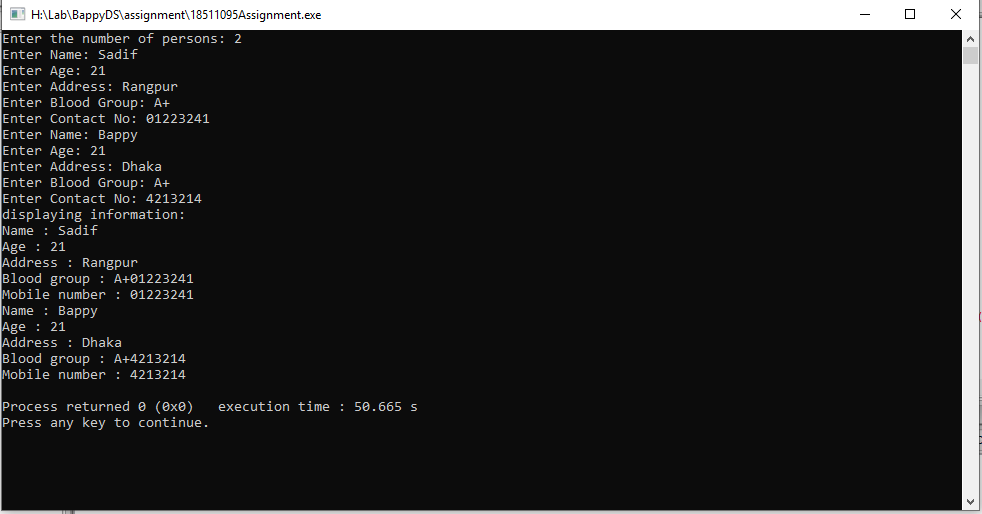 H:\Lab\BappyDS\assignment\18511095Assignment.exe
Enter the number of persons: 2
Enter Name: Sadif
Enter Age: 21
Enter Address: Rangpur
Enter Blood Group: A+
Enter Contact No: 01223241
Enter Name: Bappy
Enter Age: 21
Enter Address: Dhaka
Enter Blood Group: A+
Enter Contact No: 4213214
displaying information:
Name : Sadif
Age : 21
Address : Rangpur
Blood group : A+01223241
Mobile number : 01223241
Name : Bappy
Age : 21
Address : Dhaka
Blood group : A+4213214
Mobile number : 4213214
Process returned 0 (0x0)   execution time : 50.665 s
Press any key to continue.